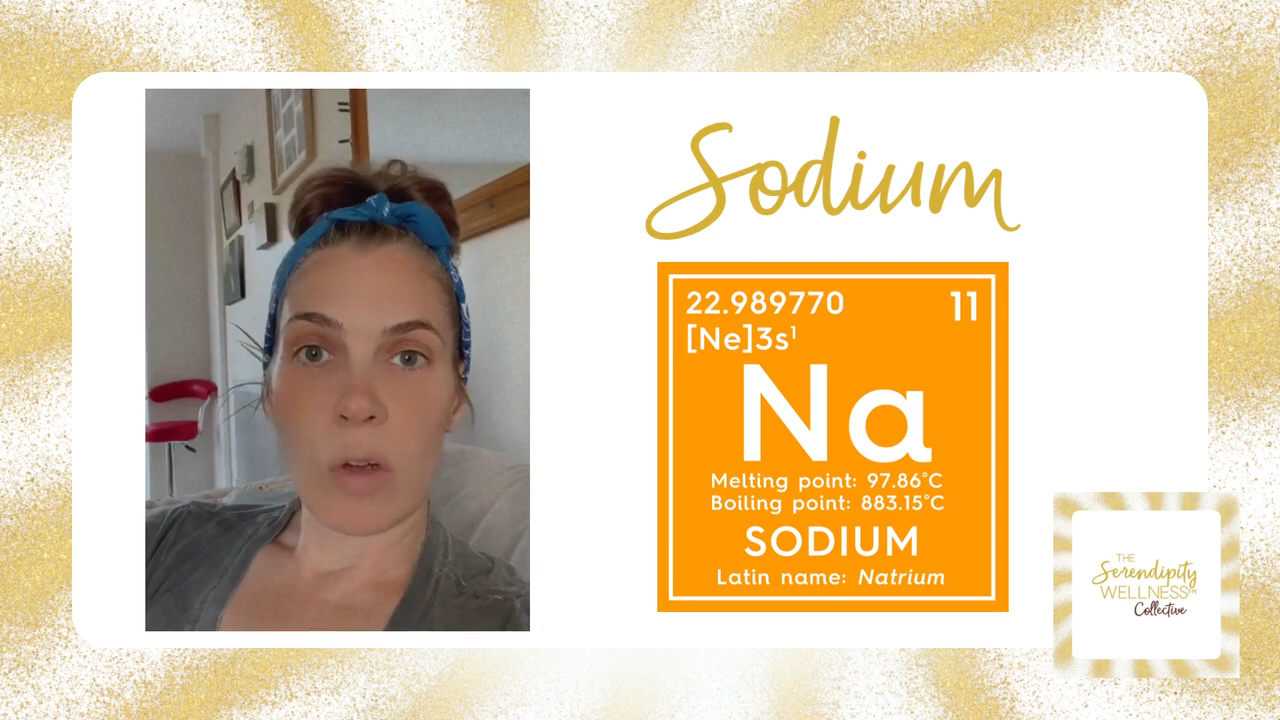 Sodium
22.989770
11
[Ne]3s¹
Na
Melting point: 97.86°C
Boiling point: 883.15°C
SODIUM
Latin name: Natrium
THE
Serendipity
WELLNESS™
Collective